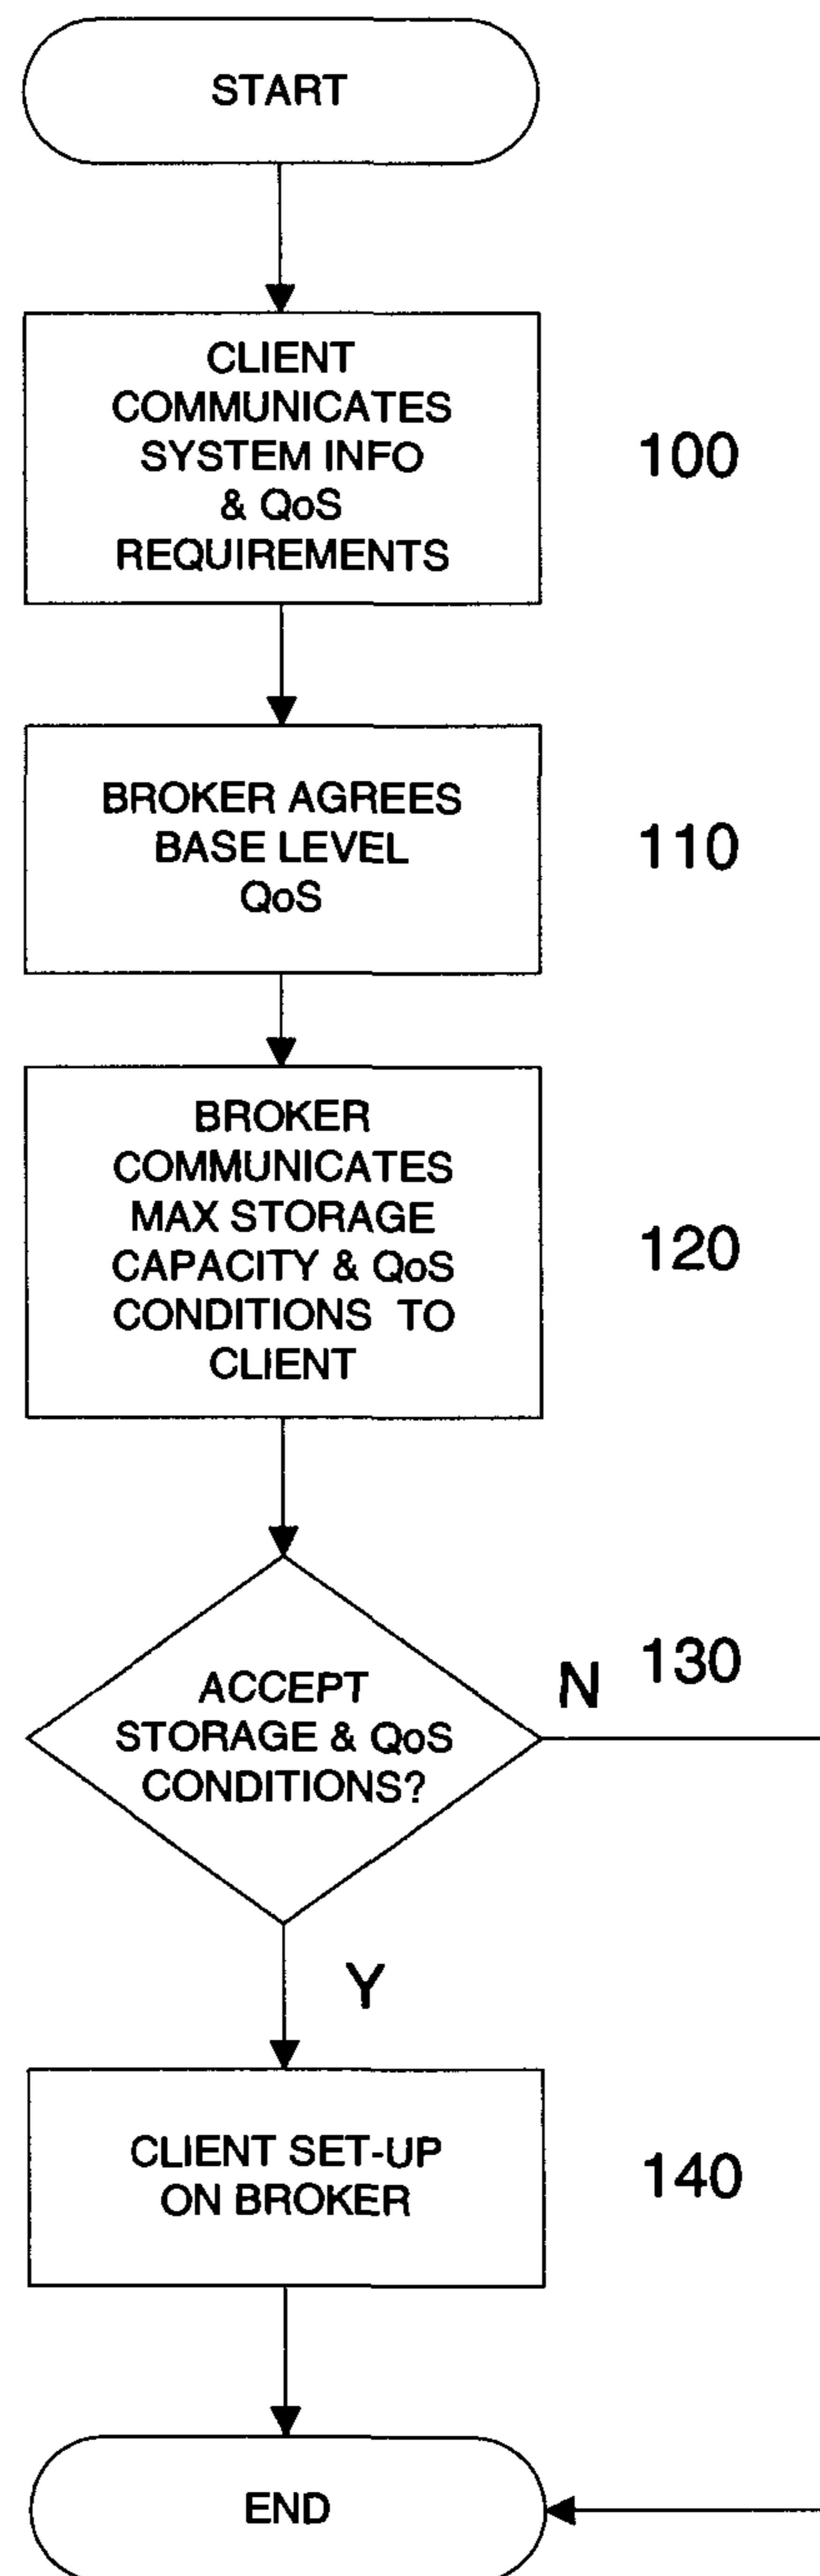 START
CLIENT
COMMUNICATES
SYSTEM INFO
& QoS
REQUIREMENTS
100
BROKER AGREES
BASE LEVEL
QoS
110
BROKER
COMMUNICATES
MAX STORAGE
CAPACITY & QoS
CONDITIONS TO
CLIENT
120
ACCEPT
STORAGE & QoS
CONDITIONS?
N
130
Y
CLIENT SET-UP
ON BROKER
140
END